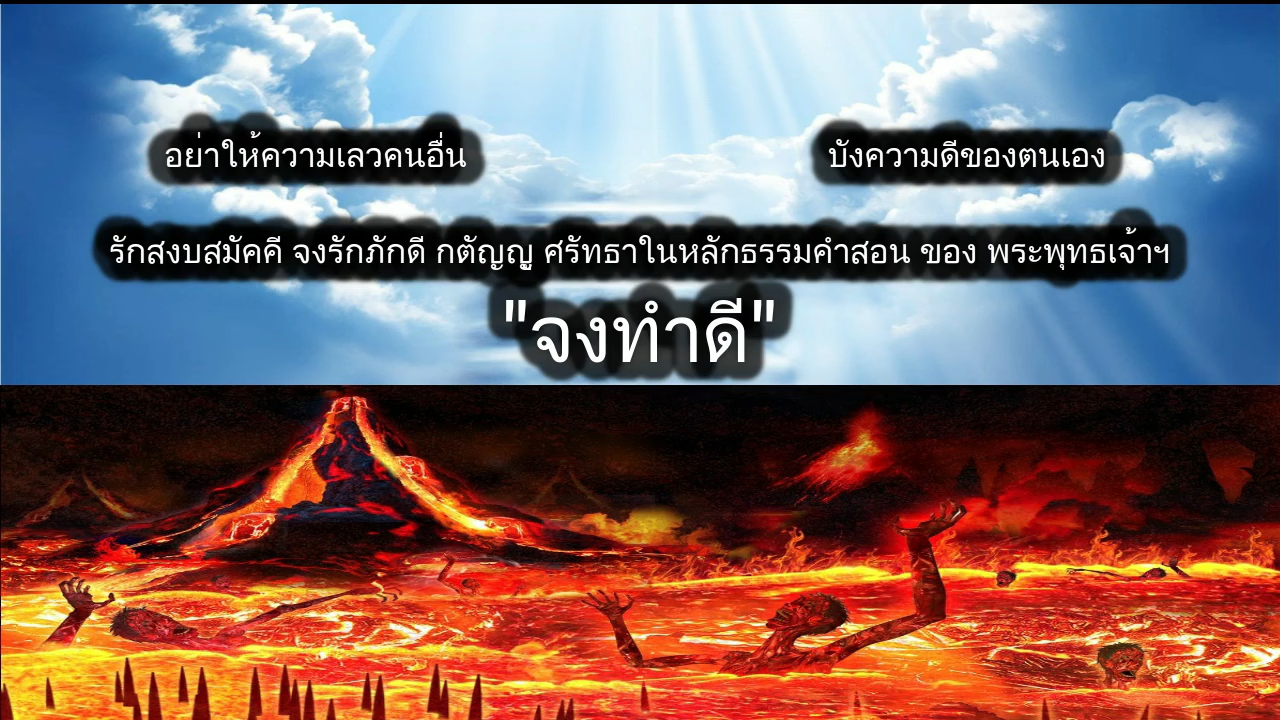 อย่าให้ความเลวคนอื่น บังความดีของตนเอง
รักสงบสมัคคี จงรักภักดี กตัญญู ศรัทธาในหลักธรรมคำสอน ของ พระพุทธเจ้าฯ
"จงทำดี"